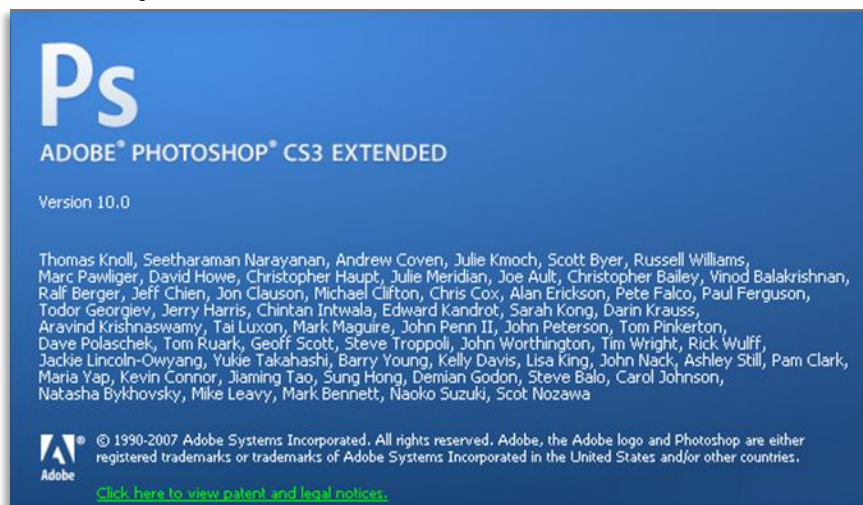 Ps
ADOBE® PHOTOSHOP® CS3 EXTENDED
Version 10.0
Thomas Knoll, Seetharaman Narayanan, Andrew Coven, Julie Kmoch, Scott Byer, Russell Williams,
Marc Pawliger, David Howe, Christopher Haupt, Julie Meridian, Joe Ault, Christopher Bailey, Vinod Balakrishnan,
Ralf Berger, Jeff Chien, Jon Clauson, Michael Clifton, Chris Cox, Alan Erickson, Pete Falco, Paul Ferguson,
Todor Georgiev, Jerry Harris, Chintan Intwala, Edward Kandrot, Sarah Kong, Darin Krauss,
Aravind Krishnaswamy, Tai Luxon, Mark Maguire, John Penn II, John Peterson, Tom Pinkerton,
Dave Polaschek, Tom Ruark, Geoff Scott, Steve Troppoli, John Worthington, Tim Wright, Rick Wulff,
Jackie Lincoln-Owyang, Yukie Takahashi, Barry Young, Kelly Davis, Lisa King, John Nack, Ashley Still, Pam Clark,
Maria Yap, Kevin Connor, Jiaming Tao, Sung Hong, Demian Godon, Steve Balo, Carol Johnson,
Natasha Bykhovsky, Mike Leavy, Mark Bennett, Naoko Suzuki, Scot Nozawa
® © 1990-2007 Adobe Systems Incorporated. All rights reserved. Adobe, the Adobe logo and Photoshop are either
registered trademarks or trademarks of Adobe Systems Incorporated in the United States and/or other countries.
Adobe
Click here to view patent and legal notices.